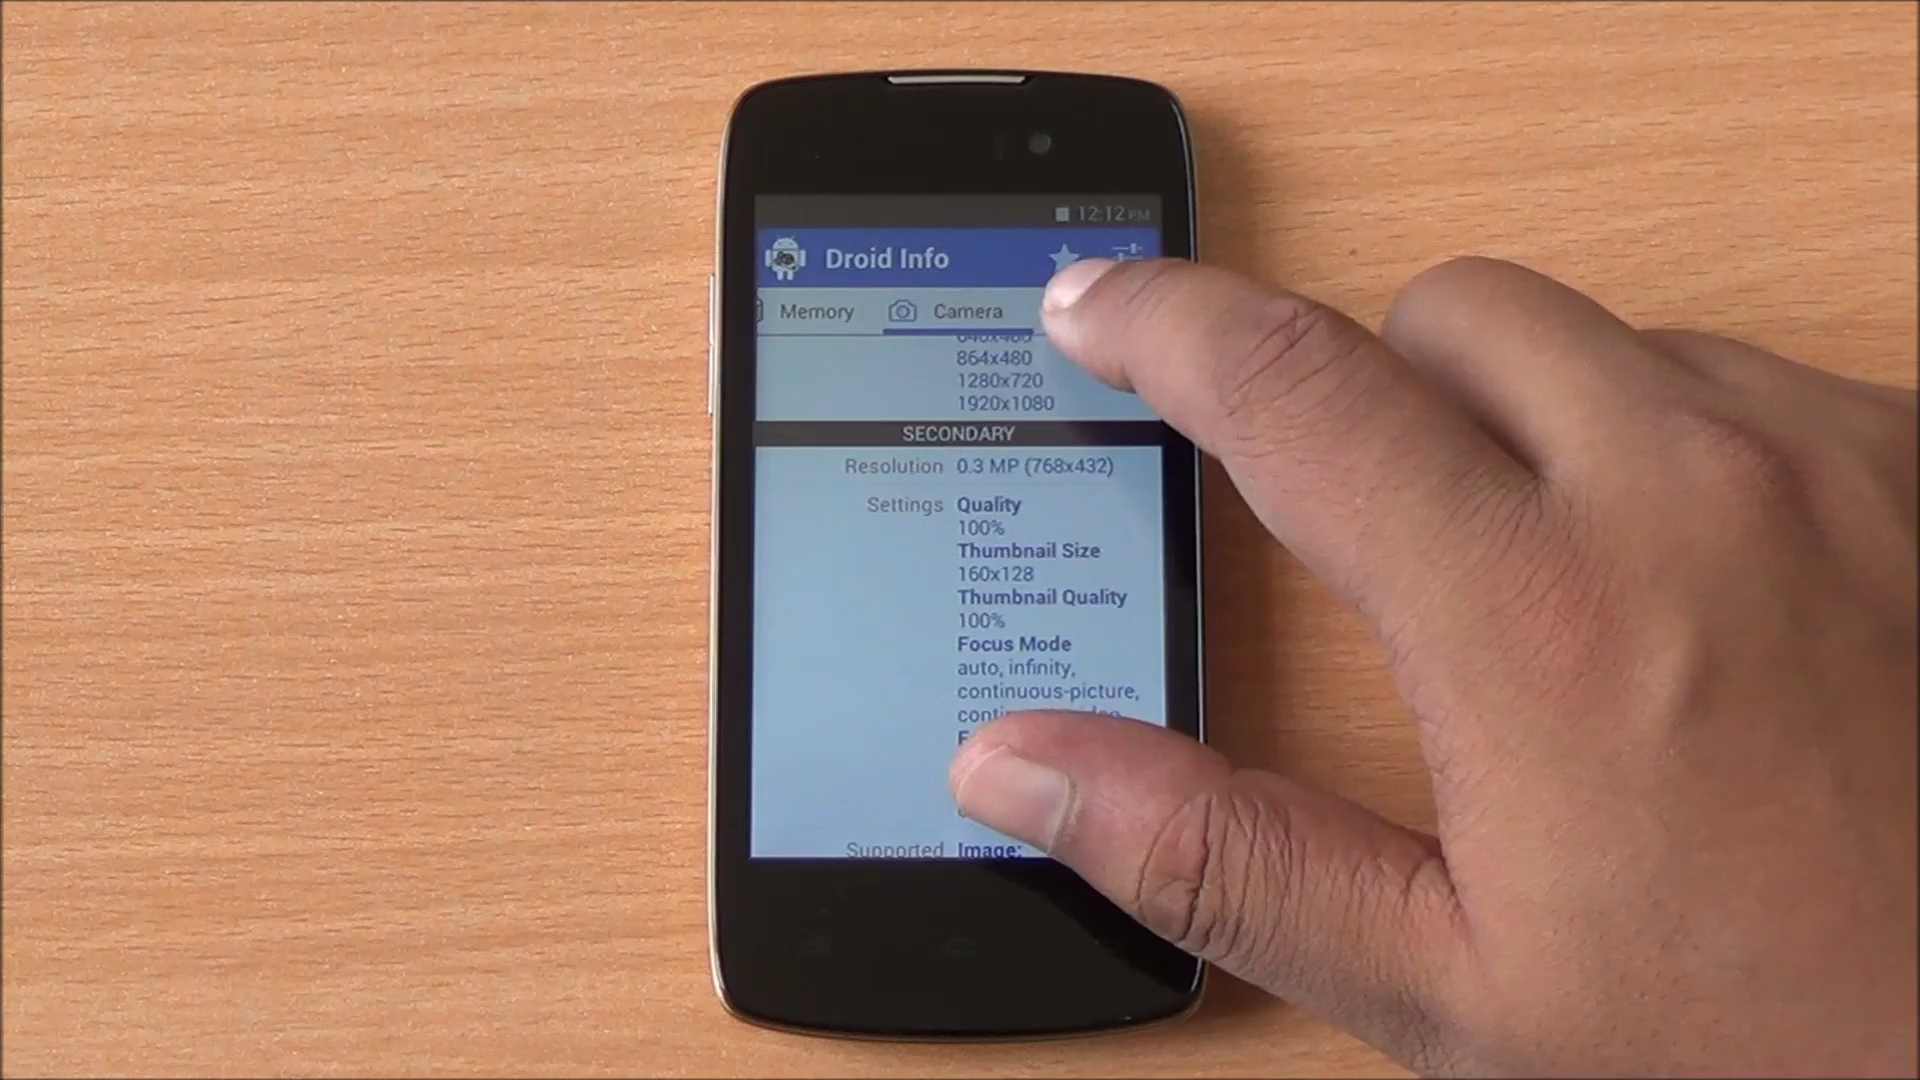 12:12 PM
Droid Info
Memory Camera
640x480
864x480
1280x720
1920x1080
SECONDARY
Resolution 0.3 MP (768x432)
Settings Quality
100%
Thumbnail Size
160x128
Thumbnail Quality
100%
Focus Mode
auto, infinity,
continuous-picture,
Supported Image: